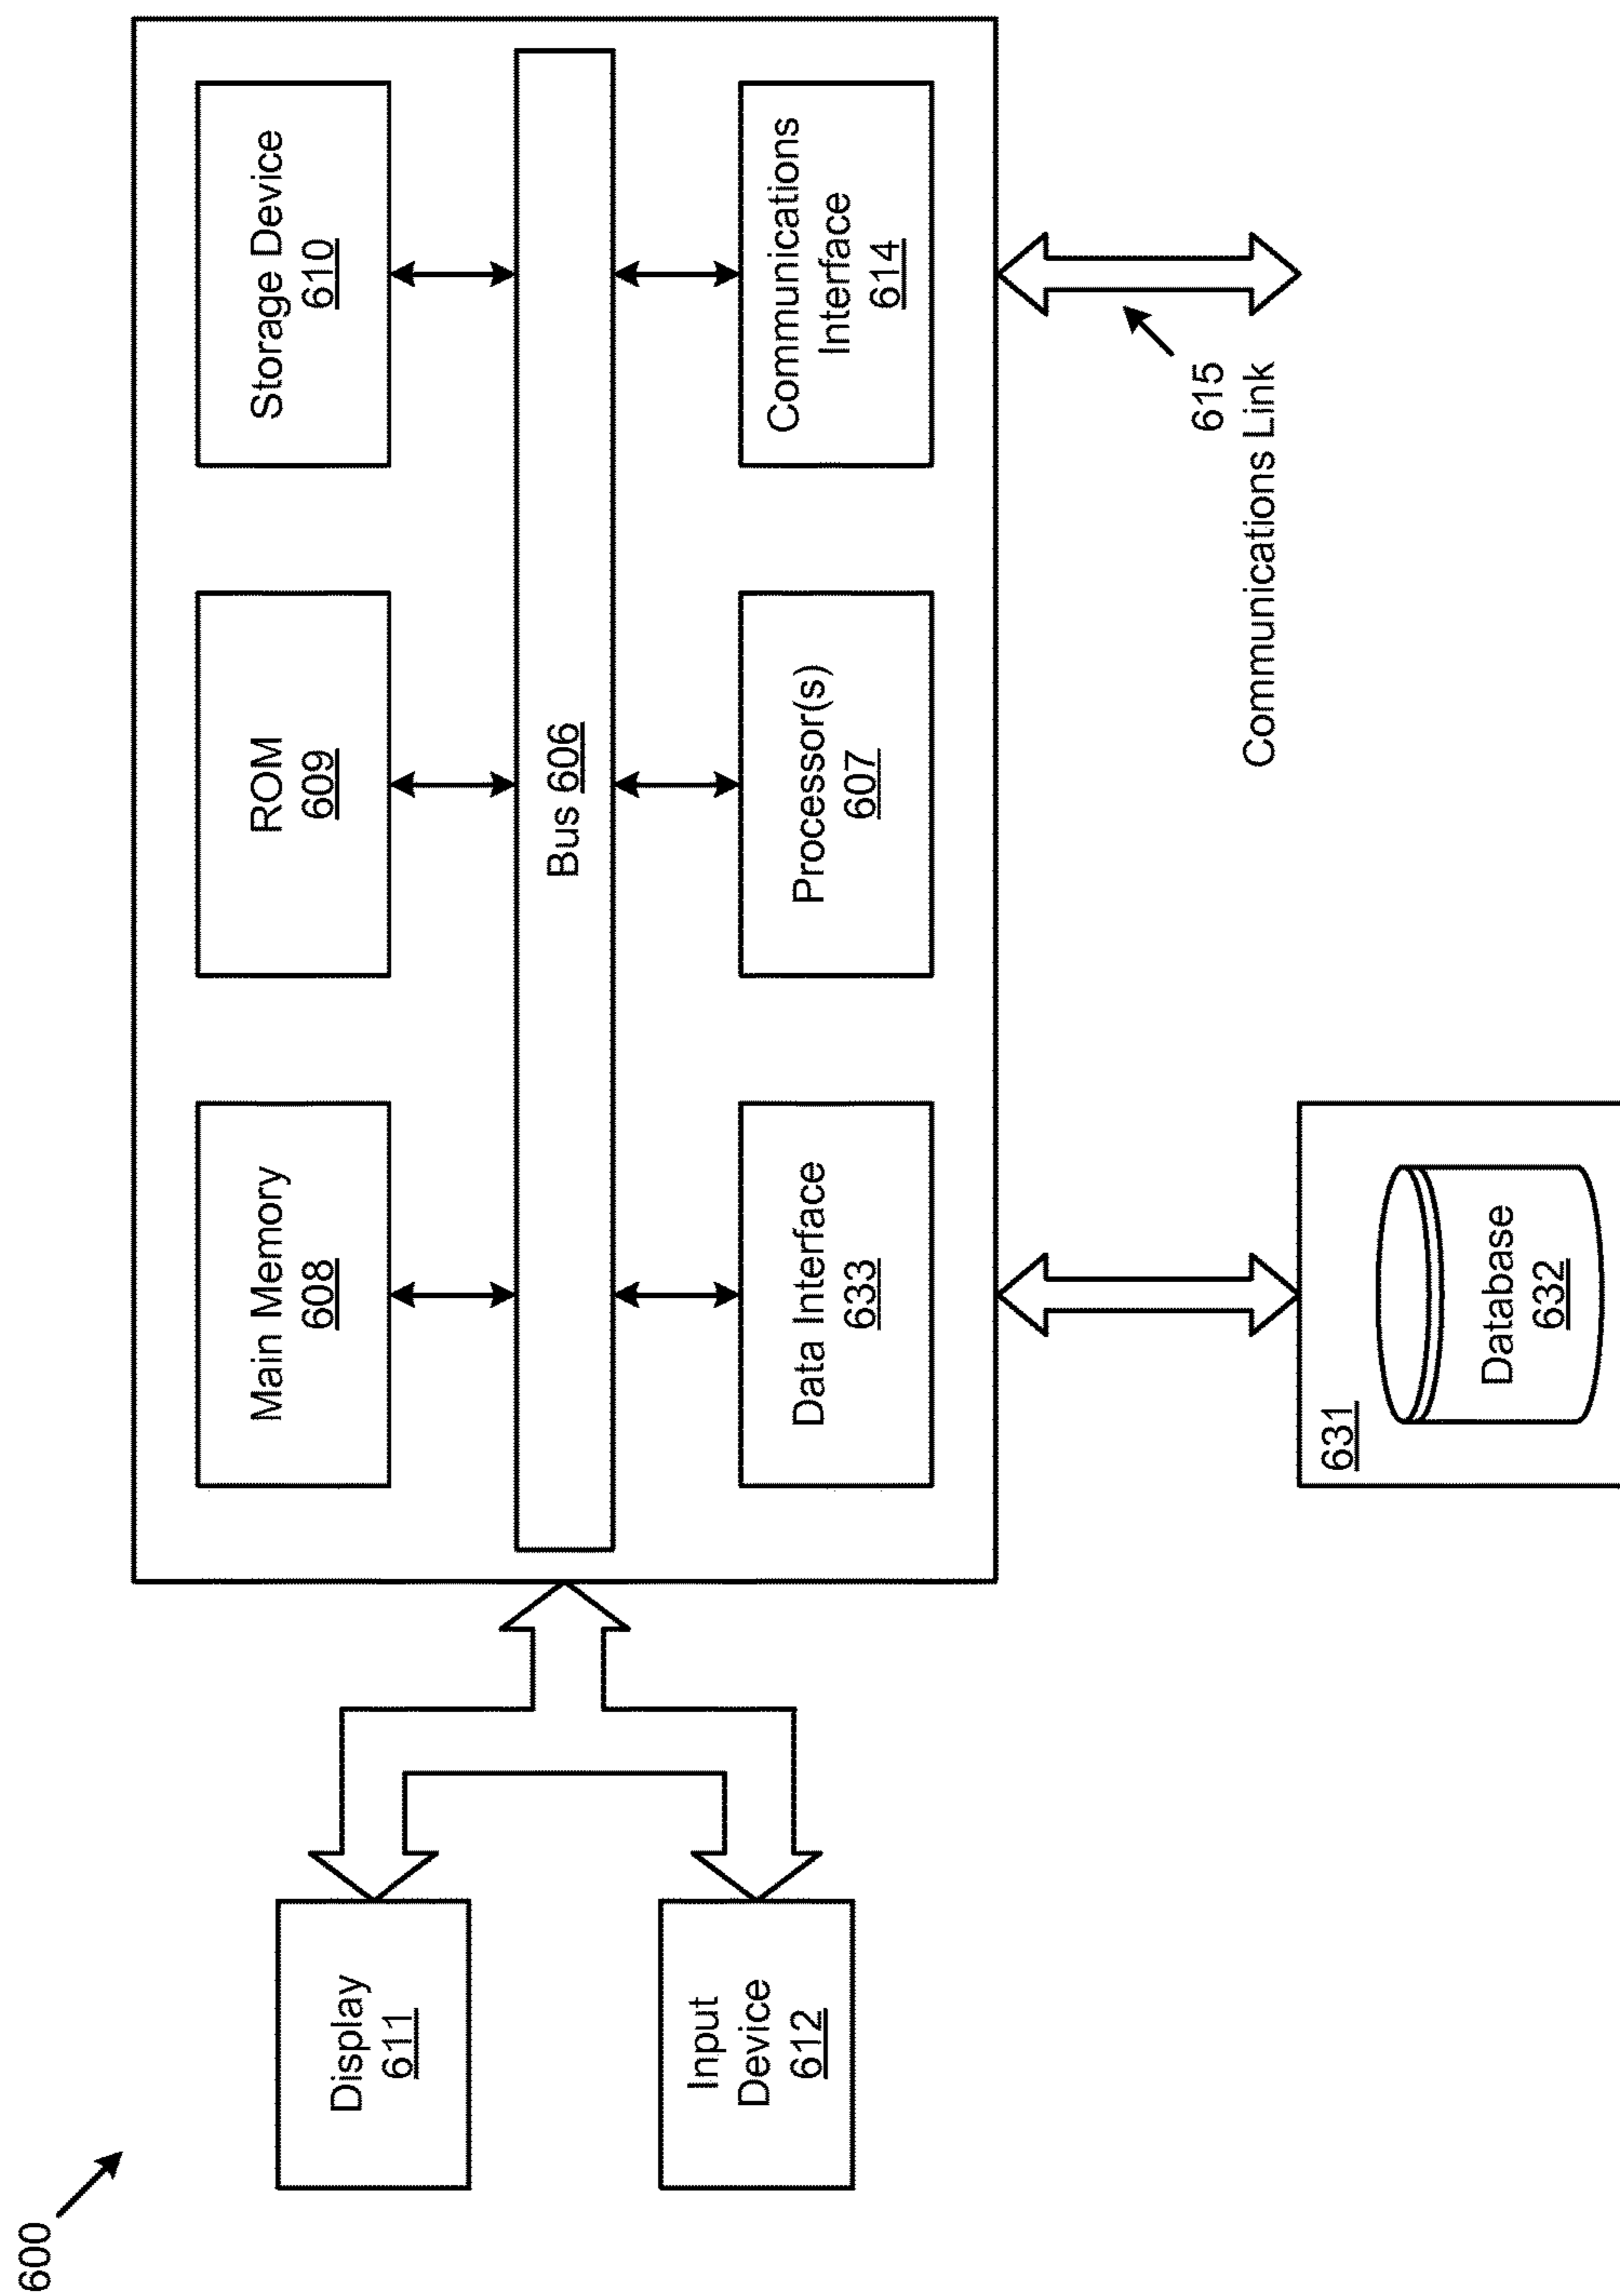 600
Main Memory
608
ROM
609
Storage Device
610
Display
611
Bus 606
Input
Device
612
Data Interface
633
Processor(s)
607
Communications
Interface
614
615
Communications Link
631
Database
632